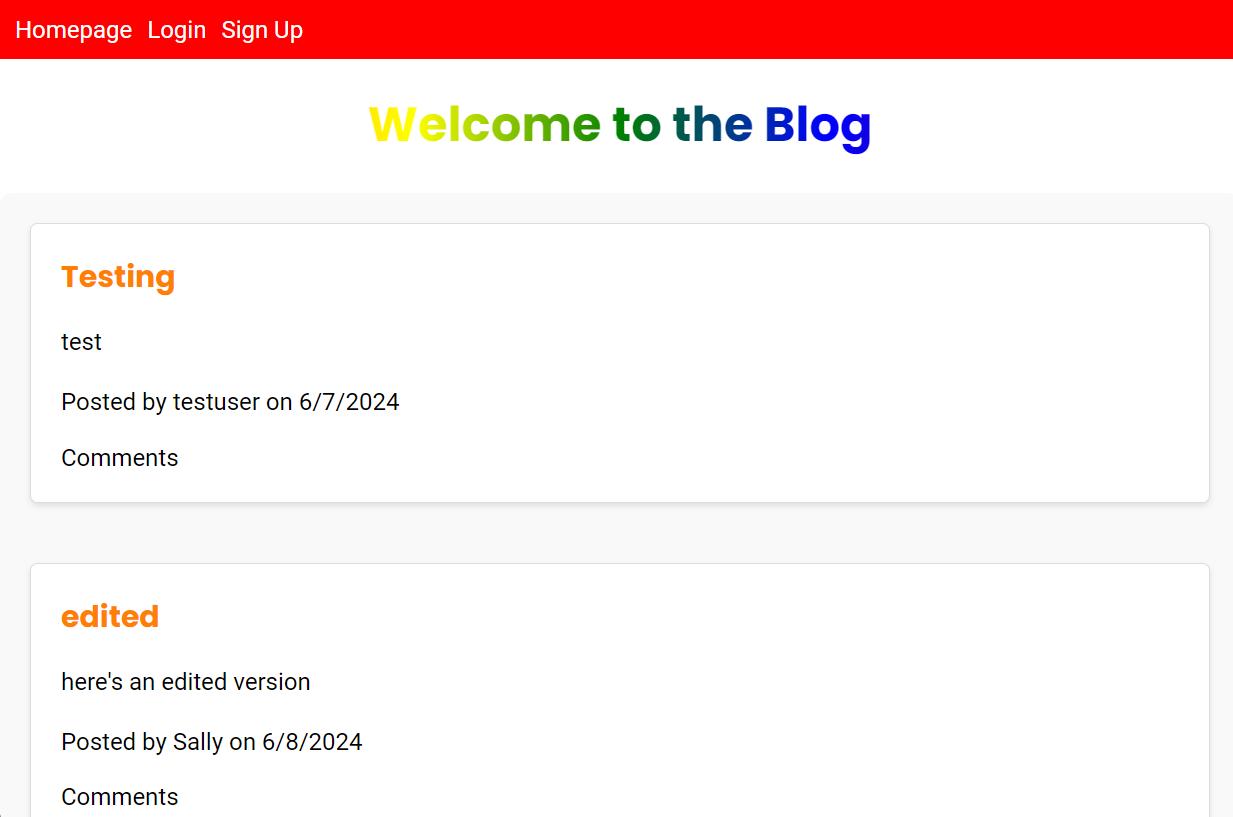 Homepage Login Sign Up
Welcome to the Blog
Testing
test
Posted by testuser on 6/7/2024
Comments
edited
here's an edited version
Posted by Sally on 6/8/2024
Comments